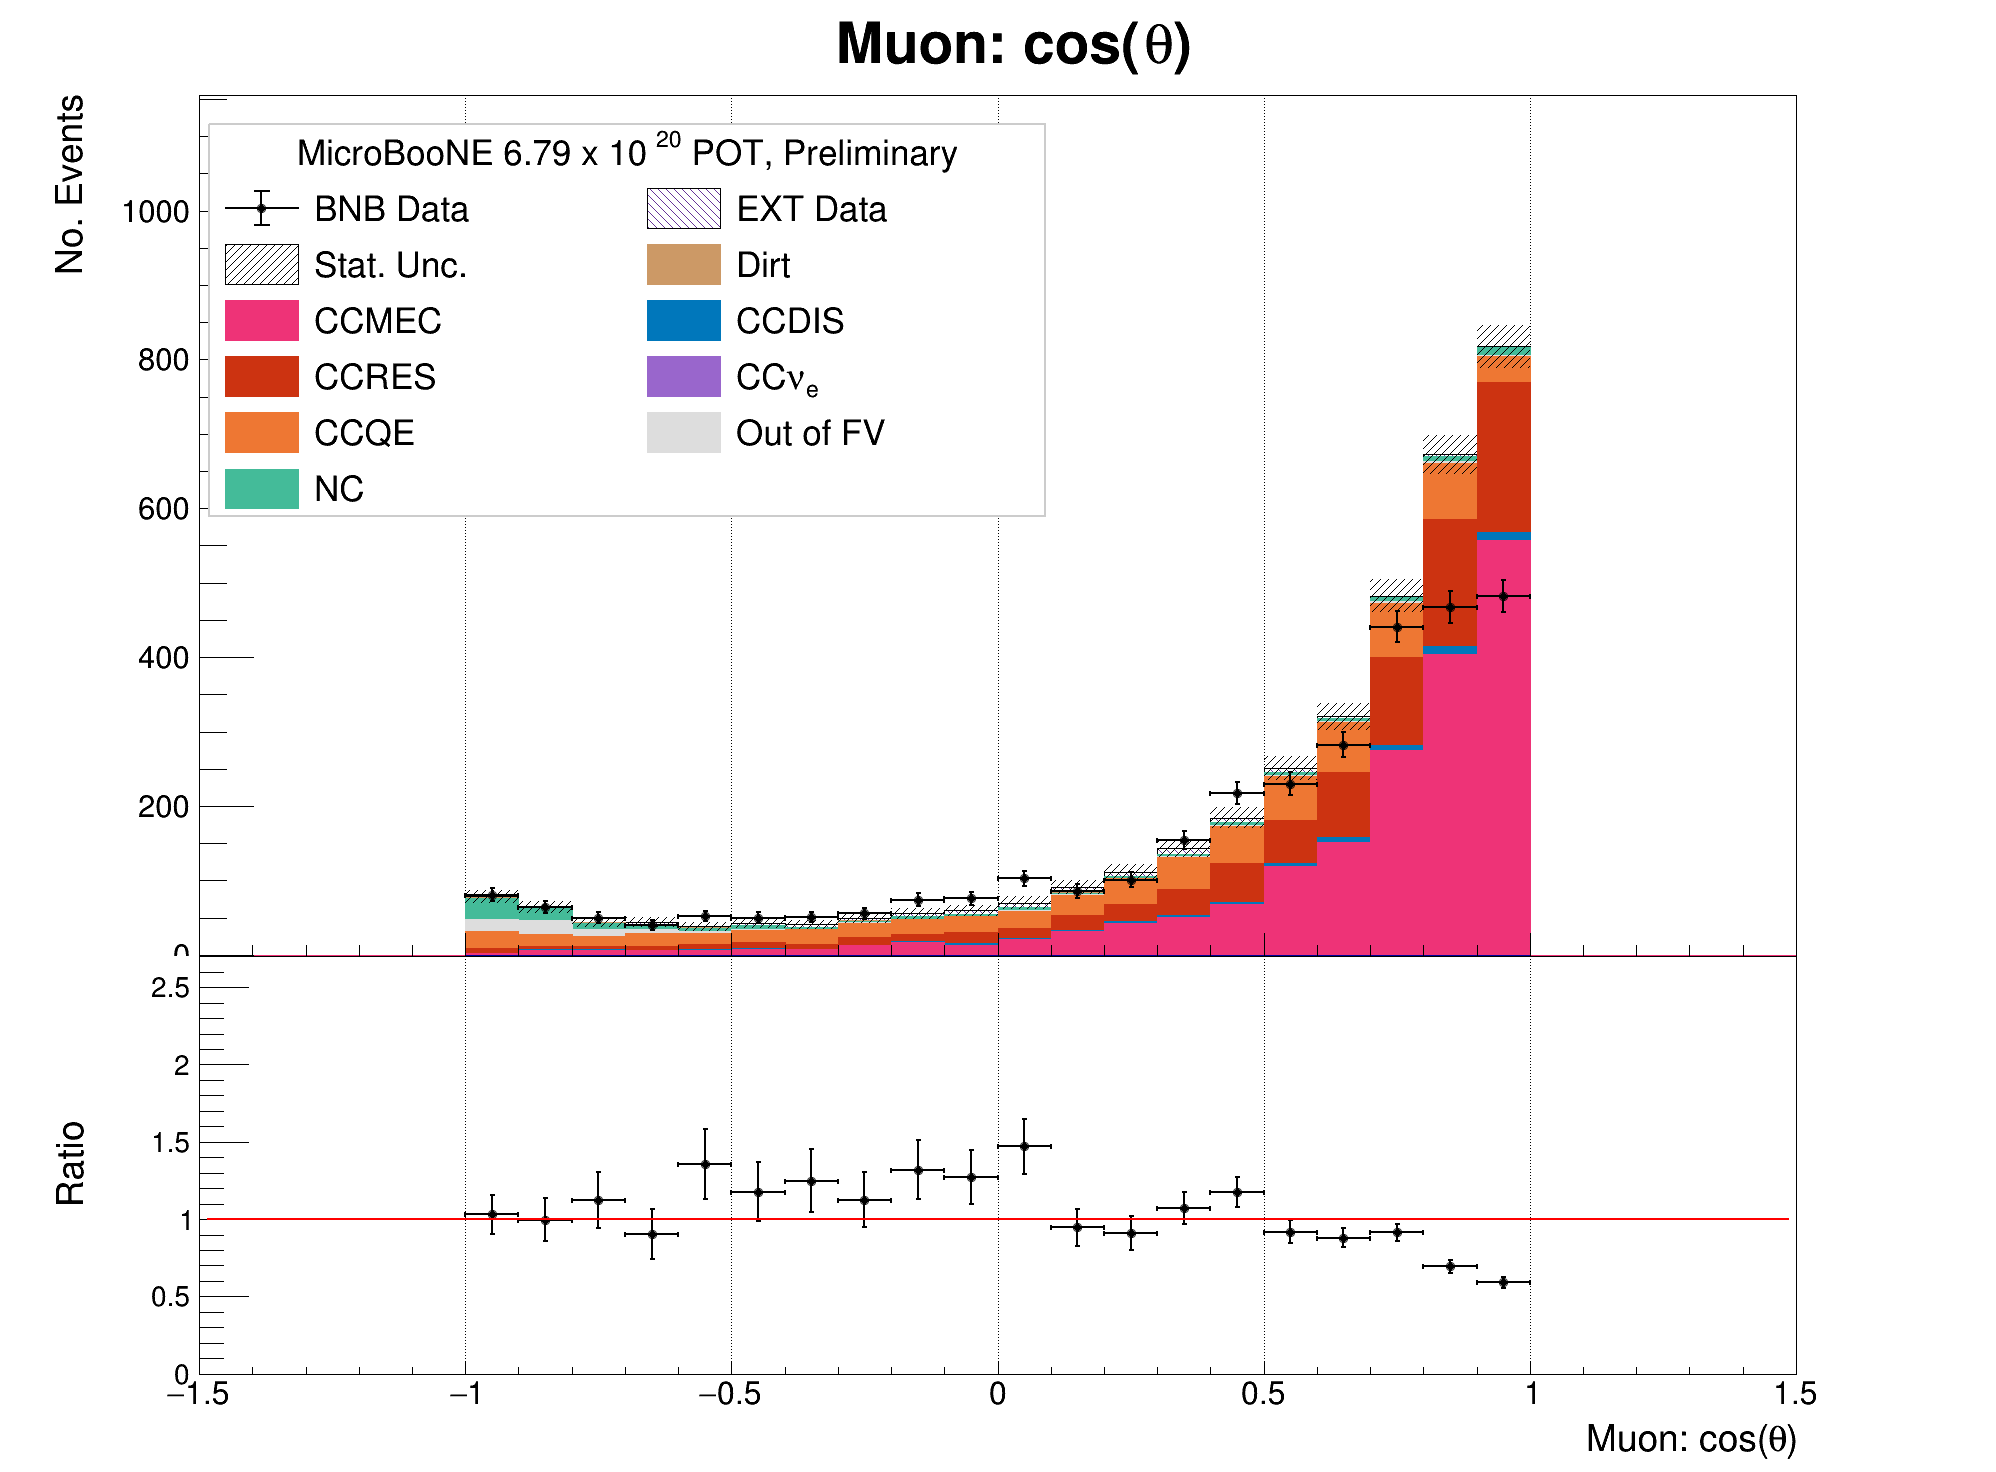 Muon: cos(θ)
No. Events
MicroBooNE 6.79 x 10 20 POT, Preliminary
BNB Data
EXT Data
Stat. Unc.
Dirt
CCMEC
CCDIS
CCRES
CCνe
CCQE
Out of FV
NC
1000
800
600
400
200
0
Ratio
2.5
2
1.5
1
0.5
0
−1.5
−1
−0.5
0
0.5
1
1.5
Muon: cos(θ)